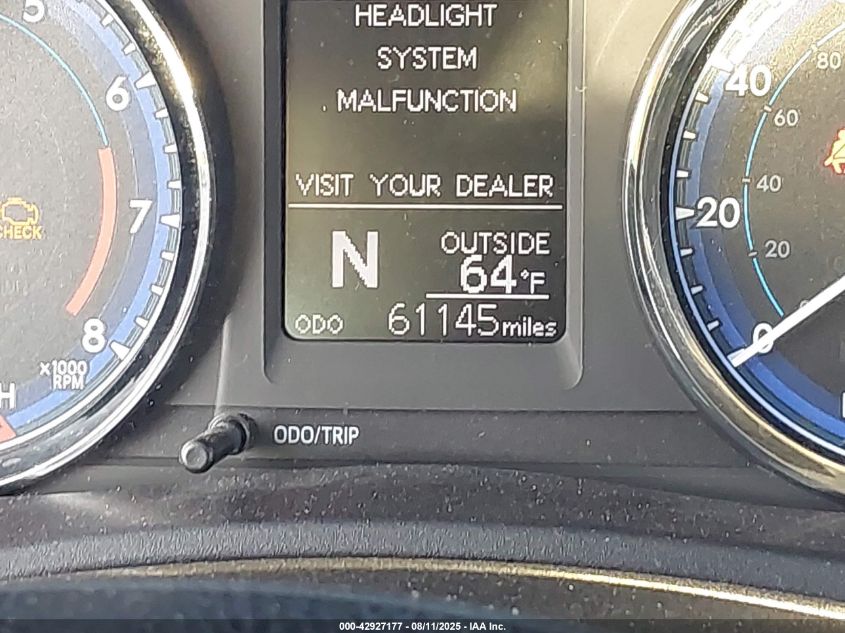 HEADLIGHT
SYSTEM
MALFUNCTION
VISIT YOUR DEALER
N
OUTSIDE
64°F
ODO 61145 miles
5
6
7
8
x1000
RPM
CHECK
H
40
20
0
80
60
40
20
ODO/TRIP
000-42927177 - 08/11/2025 - IAA Inc.